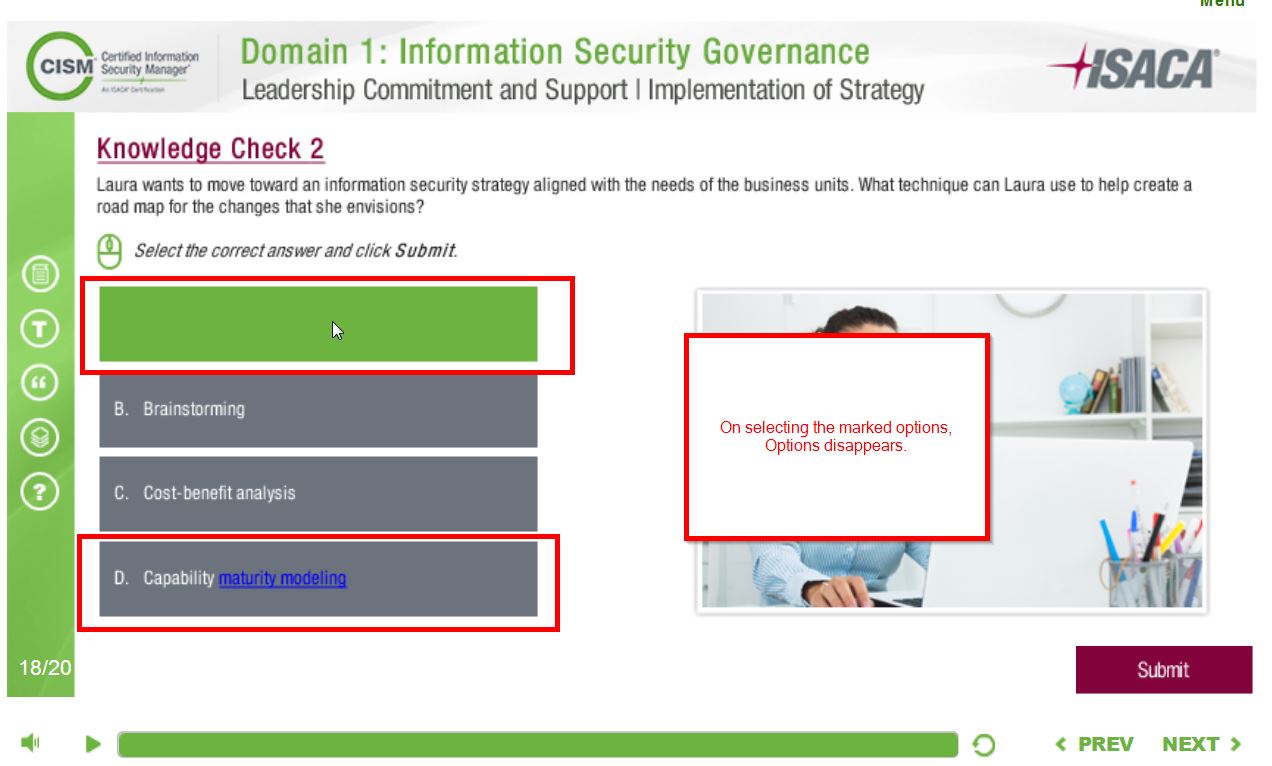 Menu
CISM
Certified Information
Security Manager®
An ISACA® Certification
Domain 1: Information Security Governance
Leadership Commitment and Support | Implementation of Strategy
ISACA®
Knowledge Check 2
Laura wants to move toward an information security strategy aligned with the needs of the business units. What technique can Laura use to help create a
road map for the changes that she envisions?
Select the correct answer and click Submit.
B. Brainstorming
C. Cost-benefit analysis
D. Capability maturity modeling
On selecting the marked options,
Options disappears.
T
“
?
18/20
Submit
PREV
NEXT